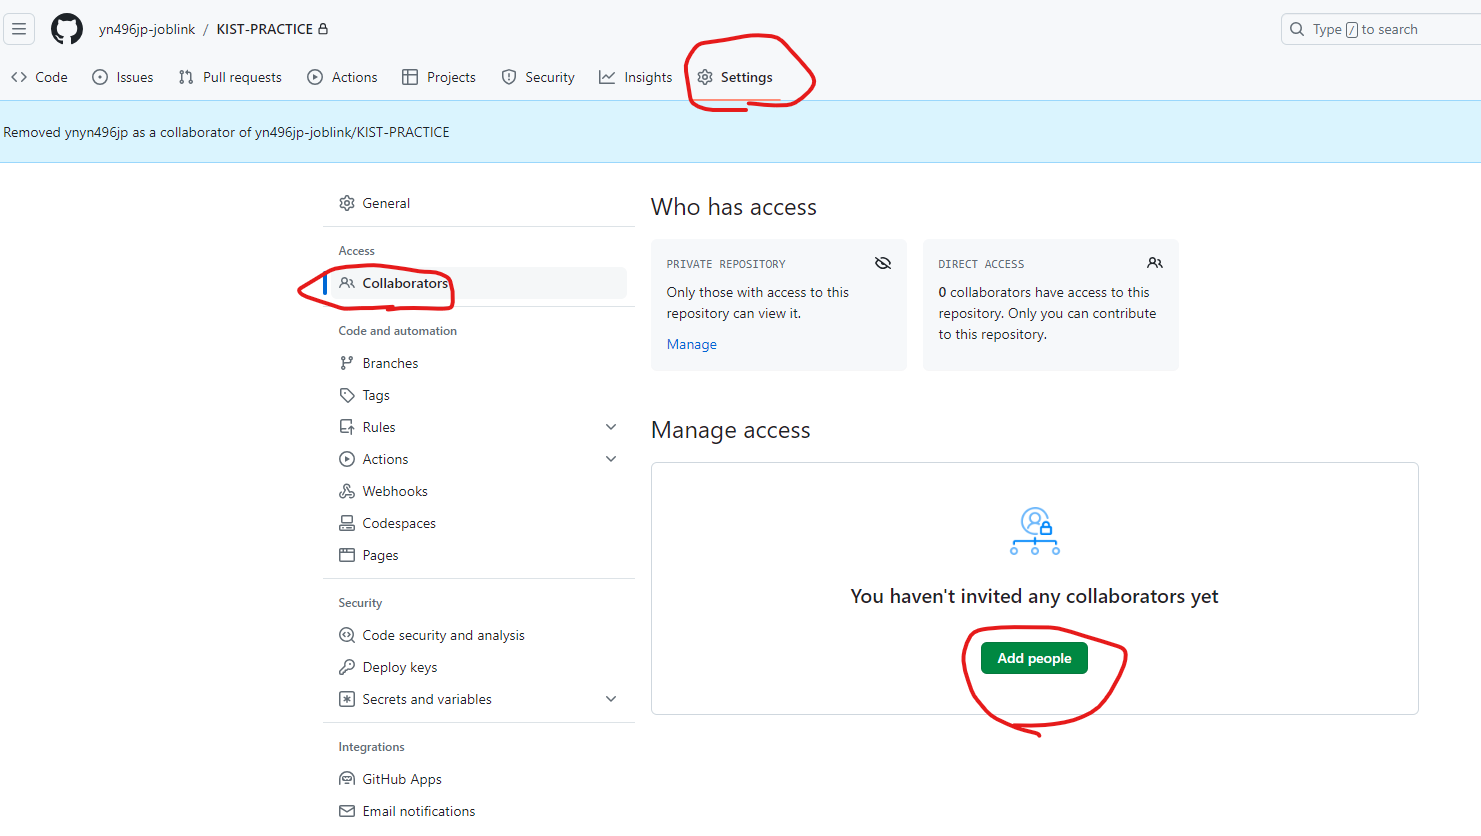 yn496jp-joblink / KIST-PRACTICE
Type / to search
Code Issues Pull requests Actions Projects Security Insights Settings
Removed ynyn496jp as a collaborator of yn496jp-joblink/KIST-PRACTICE
General
Access
Collaborators
Code and automation
Branches
Tags
Rules
Actions
Webhooks
Codespaces
Pages
Security
Code security and analysis
Deploy keys
Secrets and variables
Integrations
GitHub Apps
Email notifications
Who has access
PRIVATE REPOSITORY
Only those with access to this
repository can view it.
Manage
DIRECT ACCESS
0 collaborators have access to this
repository. Only you can contribute
to this repository.
Manage access
You haven't invited any collaborators yet
Add people